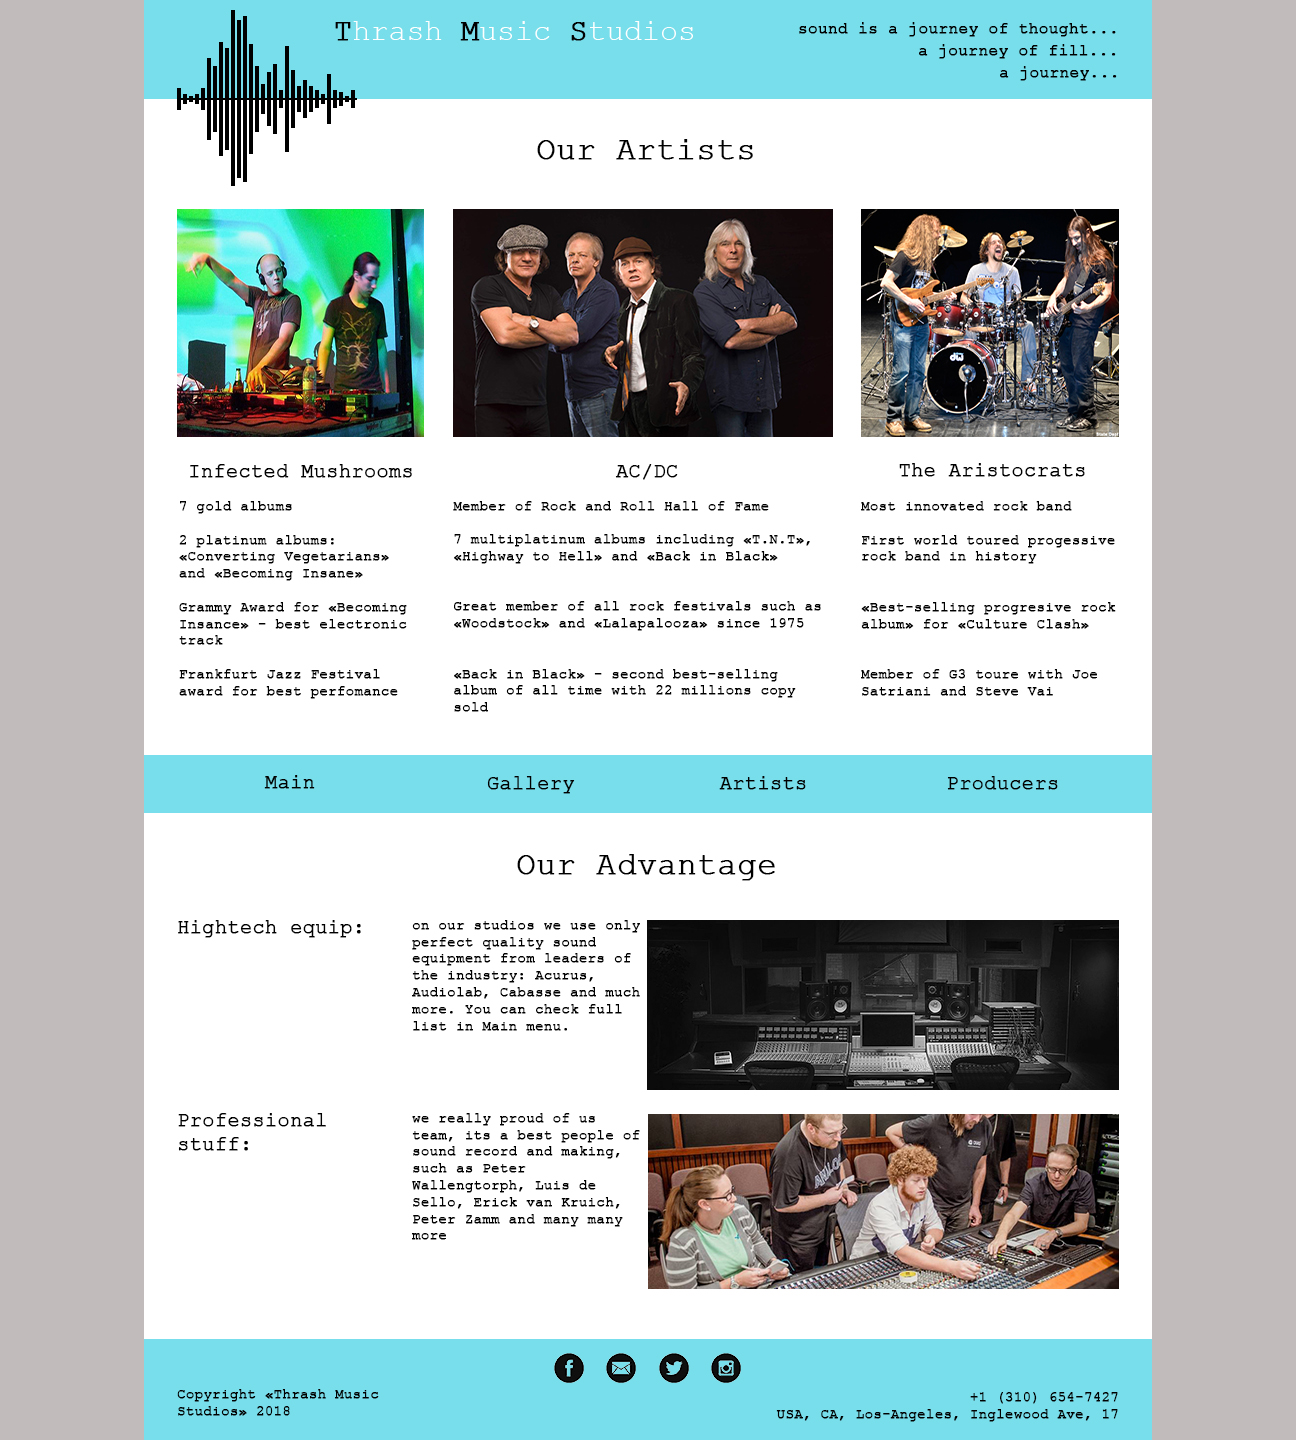 Thrash Music Studios
sound is a journey of thought...
a journey of fill...
a journey...
Our Artists
Infected Mushrooms
7 gold albums
2 platinum albums:
«Converting Vegetarians»
and «Becoming Insane»
Grammy Award for «Becoming
Insance» - best electronic
track
Frankfurt Jazz Festival
award for best perfomance
AC/DC
Member of Rock and Roll Hall of Fame
7 multiplatinum albums including «T.N.T»,
«Highway to Hell» and «Back in Black»
Great member of all rock festivals such as
«Woodstock» and «Lalapalooza» since 1975
«Back in Black» - second best-selling
album of all time with 22 millions copy
sold
The Aristocrats
Most innovated rock band
First world toured progessive
rock band in history
«Best-selling progresive rock
album» for «Culture Clash»
Member of G3 toure with Joe
Satriani and Steve Vai
Main Gallery Artists Producers
Our Advantage
Hightech equip:
on our studios we use only
perfect quality sound
equipment from leaders of
the industry: Acurus,
Audiolab, Cabasse and much
more. You can check full
list in Main menu.
Professional
stuff:
we really proud of us
team, its a best people of
sound record and making,
such as Peter
Wallengtorph, Luis de
Sello, Erick van Kruich,
Peter Zamm and many many
more
Copyright «Thrash Music
Studios» 2018
+1 (310) 654-7427
USA, CA, Los-Angeles, Inglewood Ave, 17